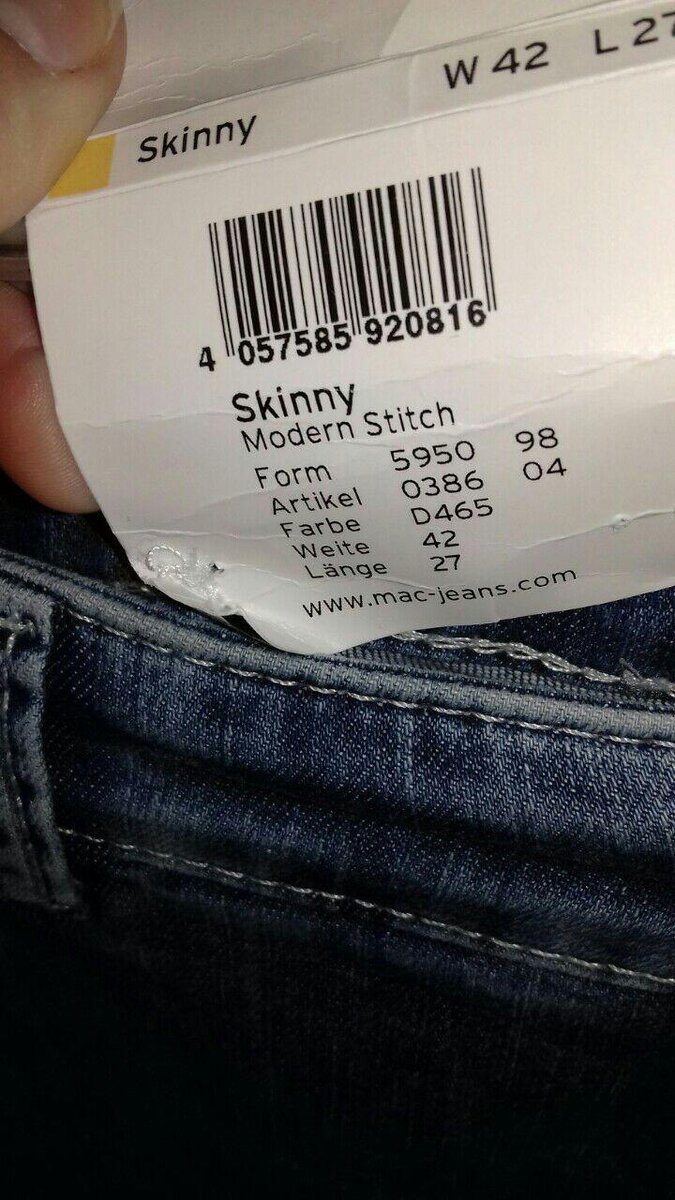 Skinny W 42 L 27
4 057585 920816
Skinny
Modern Stitch
Form 5950 98
Artikel 0386 04
Farbe D465
Weite 42
Länge 27
www.mac-jeans.com